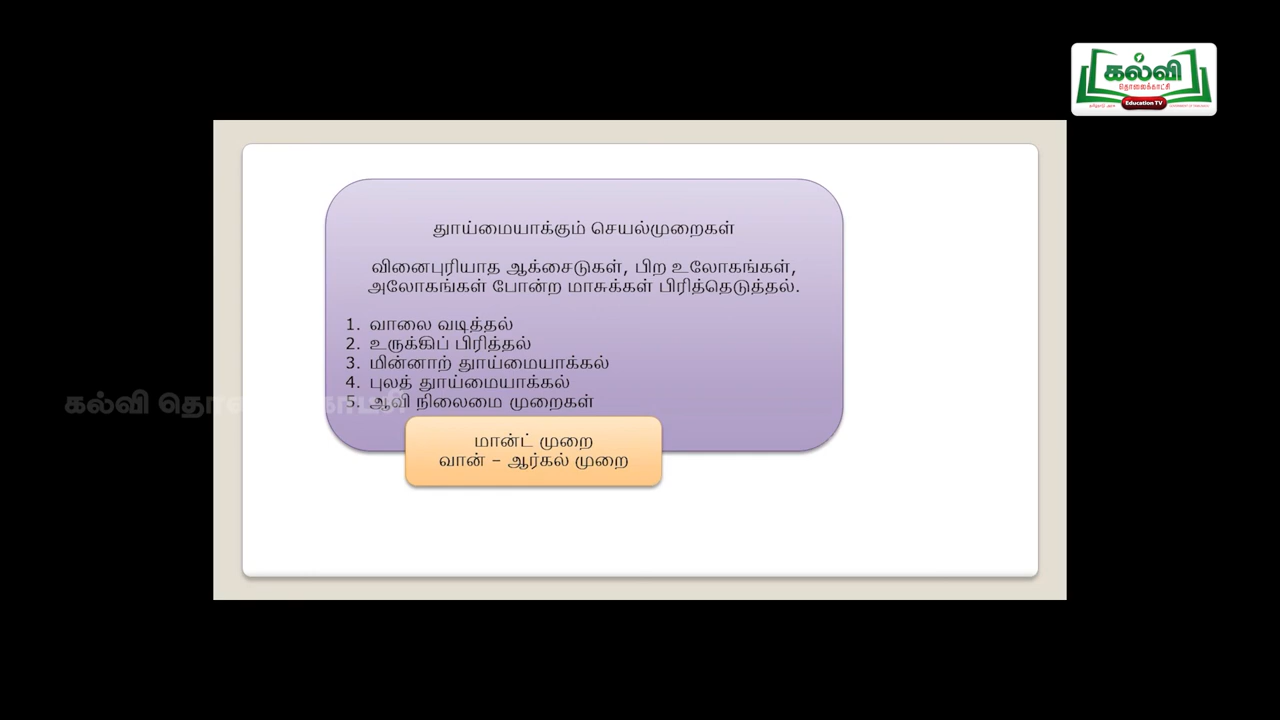 கல்வி
தொலைக்காட்சி
Education TV
தூய்மையாக்கும் செயல்முறைகள்
வினைபுரியாத ஆக்சைடுகள், பிற உலோகங்கள்,
அலோகங்கள் போன்ற மாசுக்கள் பிரித்தெடுத்தல்.
1. வாலை வடித்தல்
2. உருக்கிப் பிரித்தல்
3. மின்னாற் தூய்மையாக்கல்
4. புலத் தூய்மையாக்கல்
5. ஆவி நிலைமை முறைகள்
கல்வி தொலைக்காட்சி
மான்ட் முறை
வான் – ஆர்கல் முறை